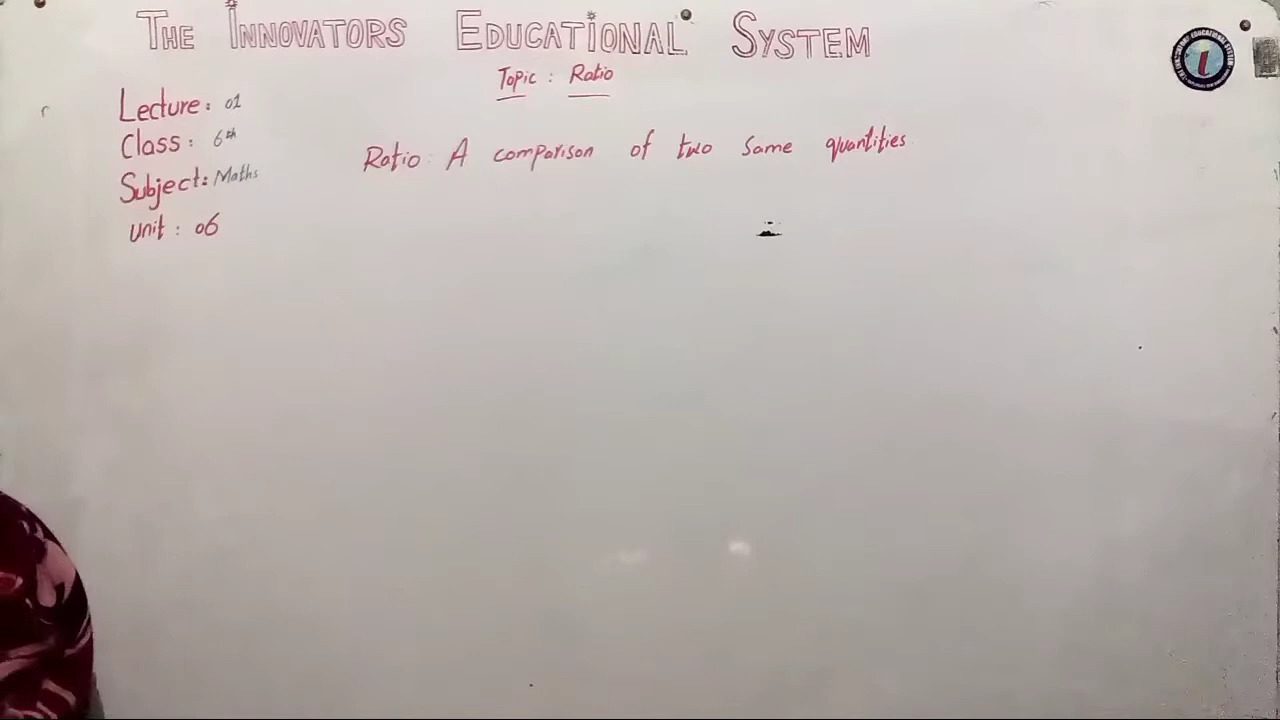 THE INNOVATORS EDUCATIONAL SYSTEM
Topic : Ratio
Lecture: 01
Class: 6th
Subject: Maths
Unit : 06
Ratio: A comparison of two same quantities